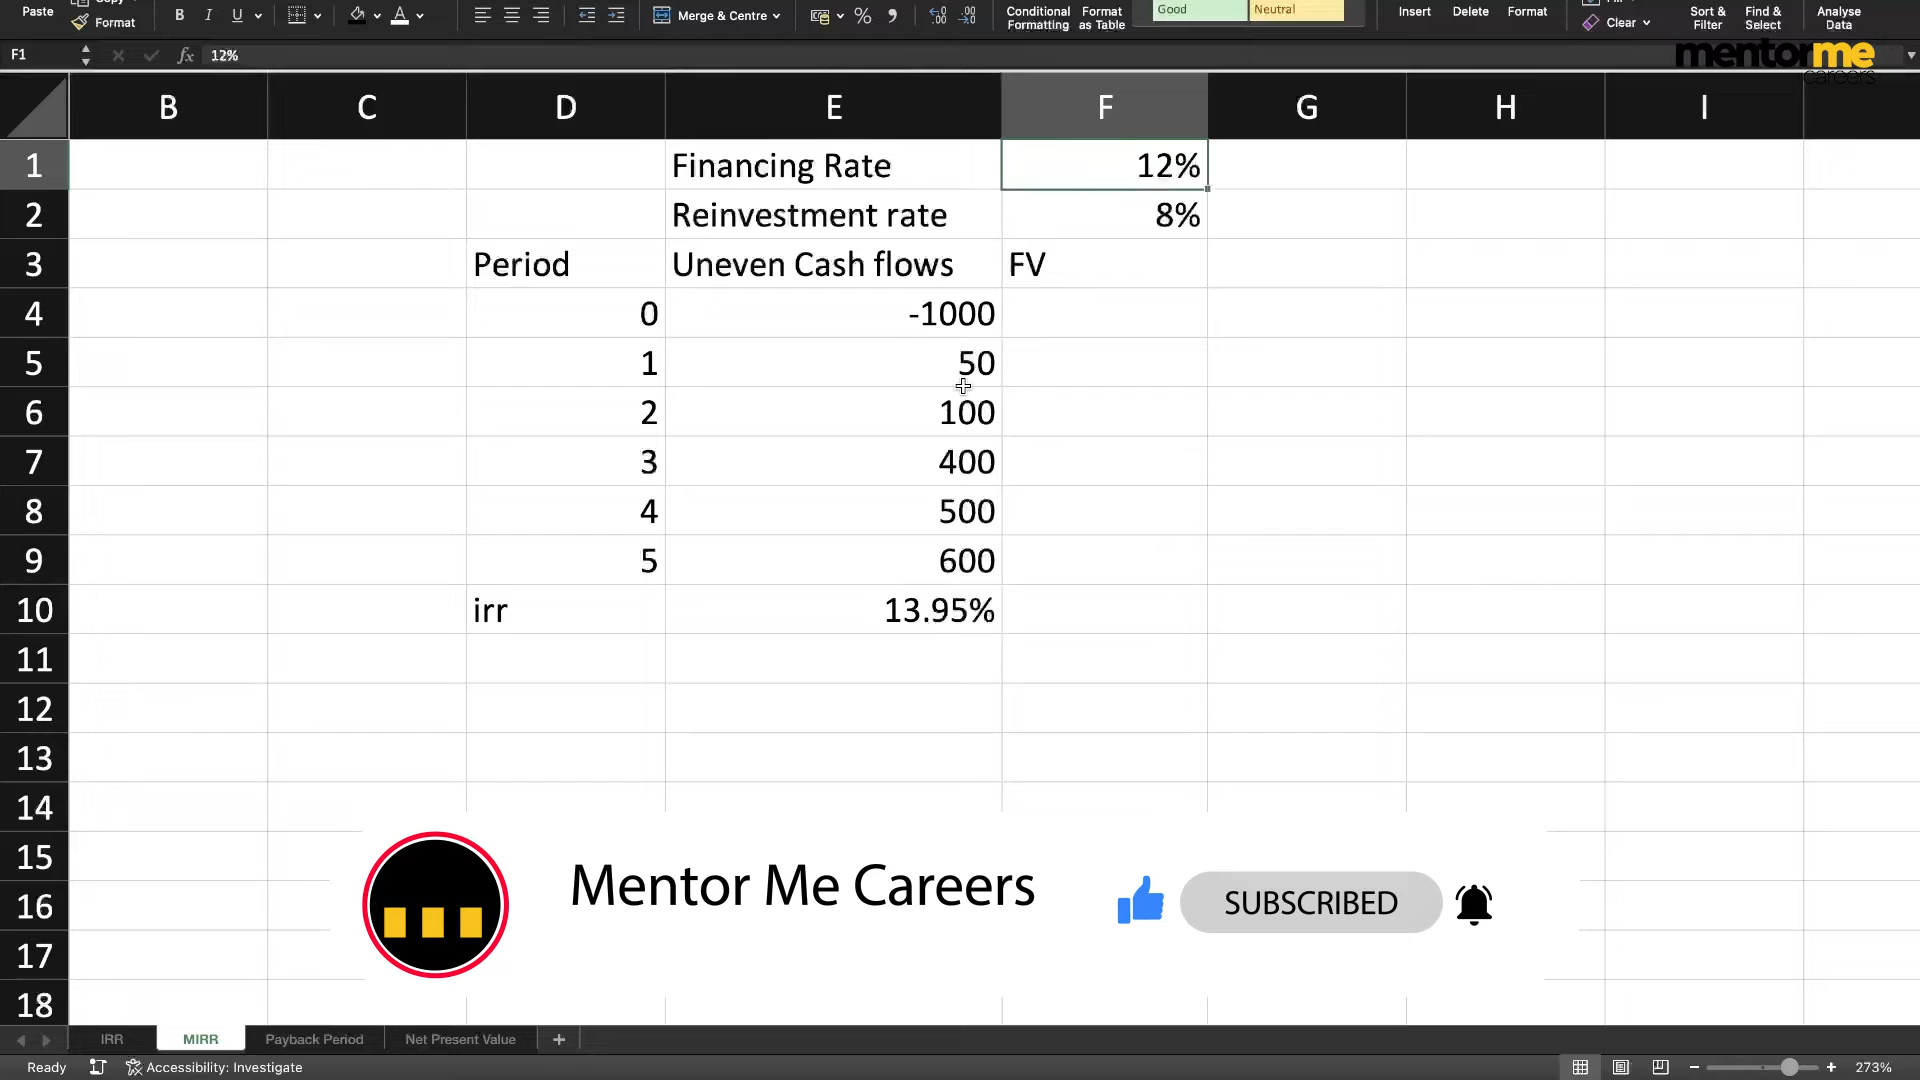 Paste
Format
B I U
Merge & Centre
%
Conditional
Formatting
Format
as Table
Good
Neutral
Insert
Delete
Format
Clear
Sort &
Filter
Find &
Select
Analyse
Data
F1
fx
12%
mentorme
careers
B C D E F G H I
1 Financing Rate 12%
2 Reinvestment rate 8%
3 Period Uneven Cash flows FV
4 0 -1000
5 1 50
6 2 100
7 3 400
8 4 500
9 5 600
10 irr 13.95%
11
12
13
14
15
16
17
18
Mentor Me Careers
SUBSCRIBED
IRR
MIRR
Payback Period
Net Present Value
+
Ready
Accessibility: Investigate
273%